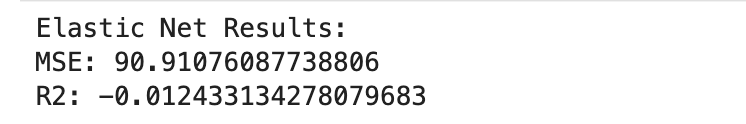 Elastic Net Results:
MSE: 90.91076087738806
R2: -0.012433134278079683